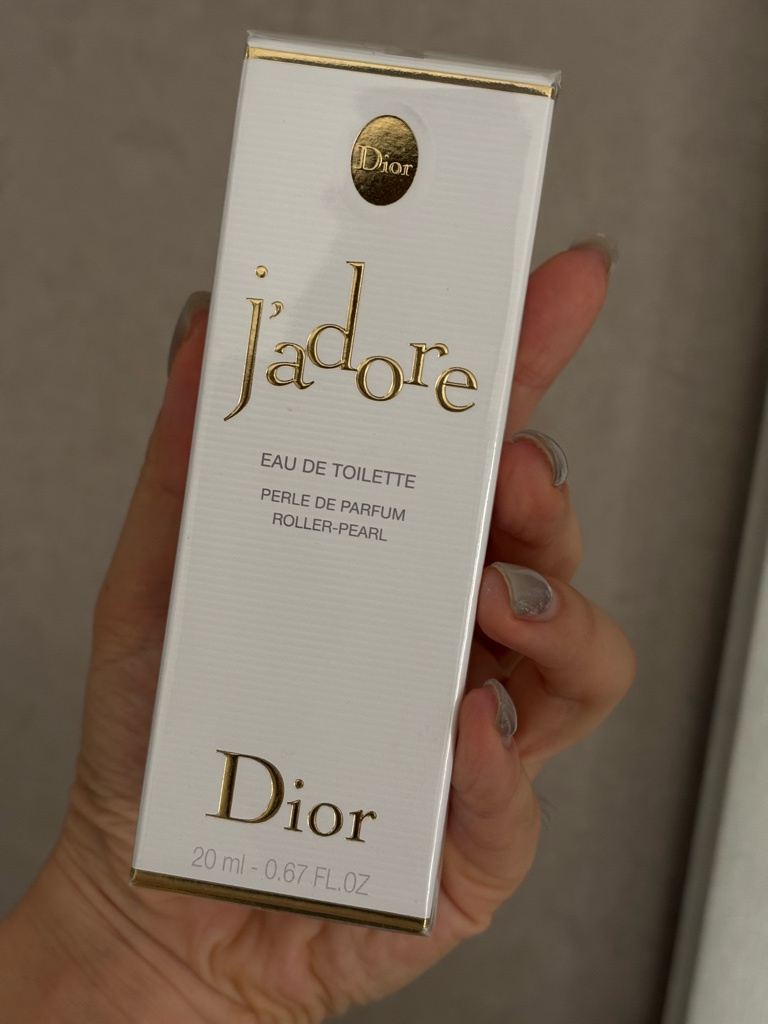 Dior
j'adore
EAU DE TOILETTE
PERLE DE PARFUM
ROLLER-PEARL
Dior
20 ml - 0.67 FL.OZ